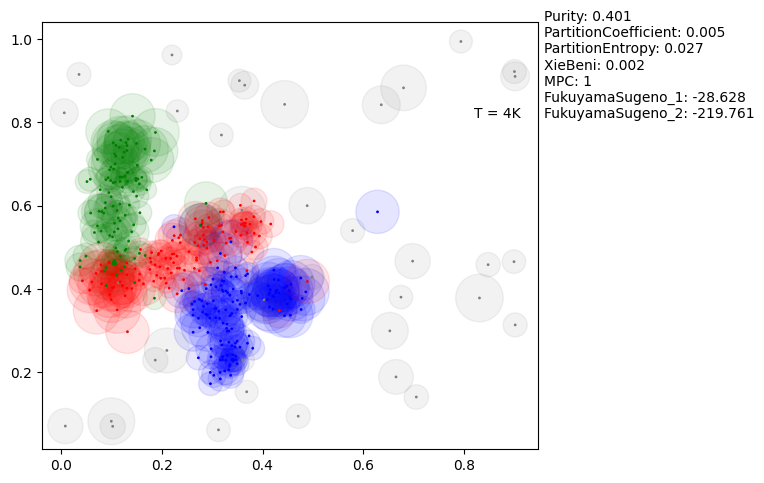 Purity: 0.401
PartitionCoefficient: 0.005
PartitionEntropy: 0.027
XieBeni: 0.002
MPC: 1
FukuyamaSugeno_1: -28.628
FukuyamaSugeno_2: -219.761
T = 4K
1.0
0.8
0.6
0.4
0.2
0.0 0.2 0.4 0.6 0.8